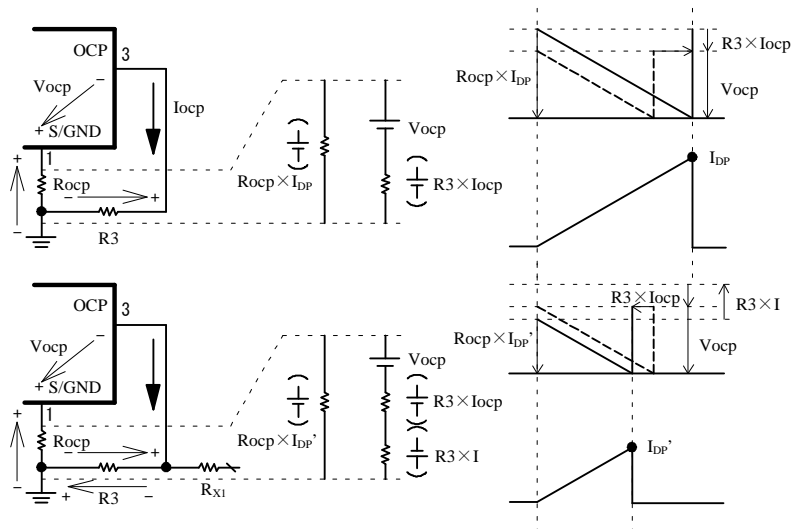 OCP
3
Vocp
−
Iocp
+ S/GND
+
1
Rocp
−
+
−
R3
Rocp×IDP
Vocp
R3×Iocp
Rocp×IDP
R3×Iocp
Vocp
IDP
OCP
3
Vocp
−
+ S/GND
+
1
Rocp
−
+
−
+
R3
−
RX1
Rocp×IDP'
Vocp
R3×Iocp
R3×I
Rocp×IDP'
R3×Iocp
R3×I
Vocp
IDP'